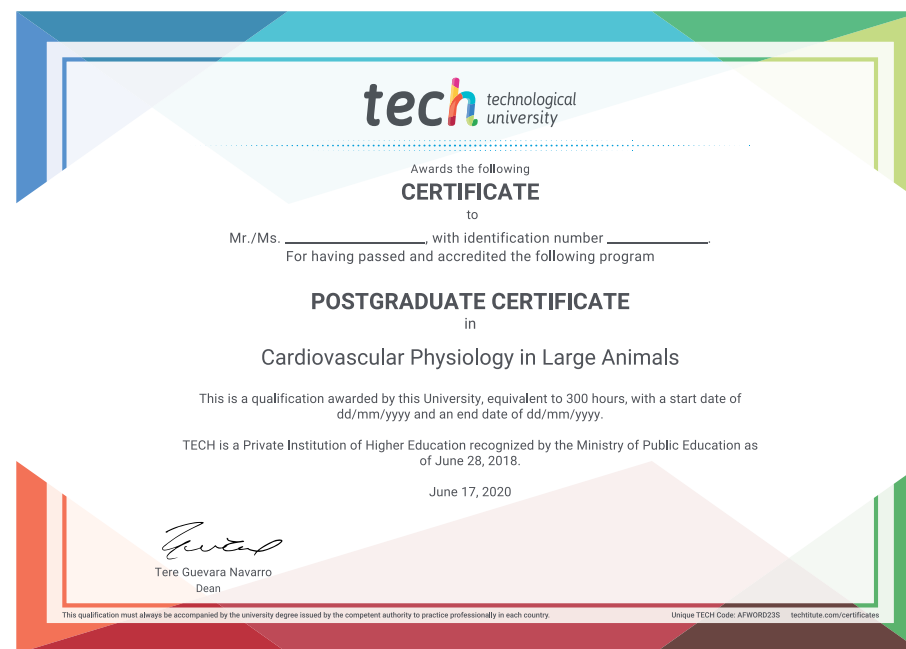 tech technological
university
Awards the following
CERTIFICATE
to
Mr./Ms. ____________________, with identification number ______________.
For having passed and accredited the following program
POSTGRADUATE CERTIFICATE
in
Cardiovascular Physiology in Large Animals
This is a qualification awarded by this University, equivalent to 300 hours, with a start date of
dd/mm/yyyy and an end date of dd/mm/yyyy.
TECH is a Private Institution of Higher Education recognized by the Ministry of Public Education as
of June 28, 2018.
June 17, 2020
Tere Guevara Navarro
Dean
This qualification must always be accompanied by the university degree issued by the competent authority to practice professionally in each country. Unique TECH Code: AFWORD23S techtitute.com/certificates